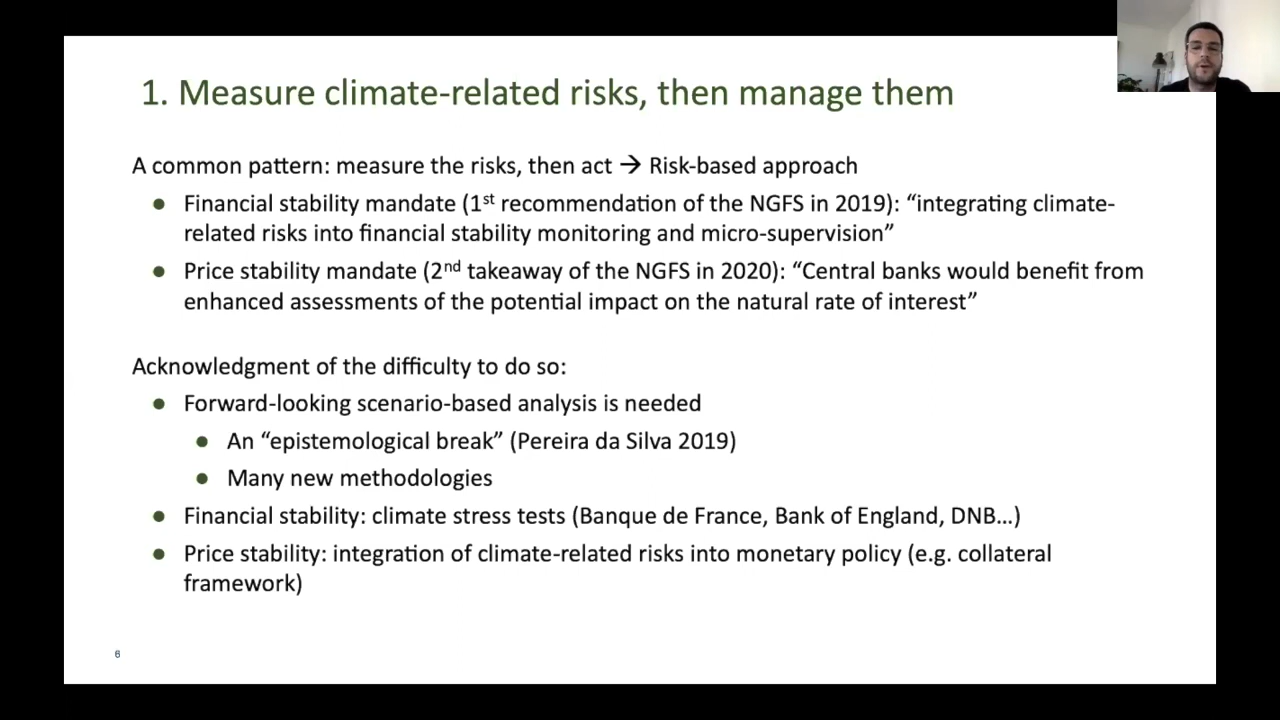 1. Measure climate-related risks, then manage them
A common pattern: measure the risks, then act → Risk-based approach
● Financial stability mandate (1st recommendation of the NGFS in 2019): “integrating climate-
related risks into financial stability monitoring and micro-supervision”
● Price stability mandate (2nd takeaway of the NGFS in 2020): “Central banks would benefit from
enhanced assessments of the potential impact on the natural rate of interest”
Acknowledgment of the difficulty to do so:
● Forward-looking scenario-based analysis is needed
● An “epistemological break” (Pereira da Silva 2019)
● Many new methodologies
● Financial stability: climate stress tests (Banque de France, Bank of England, DNB…)
● Price stability: integration of climate-related risks into monetary policy (e.g. collateral
framework)
6